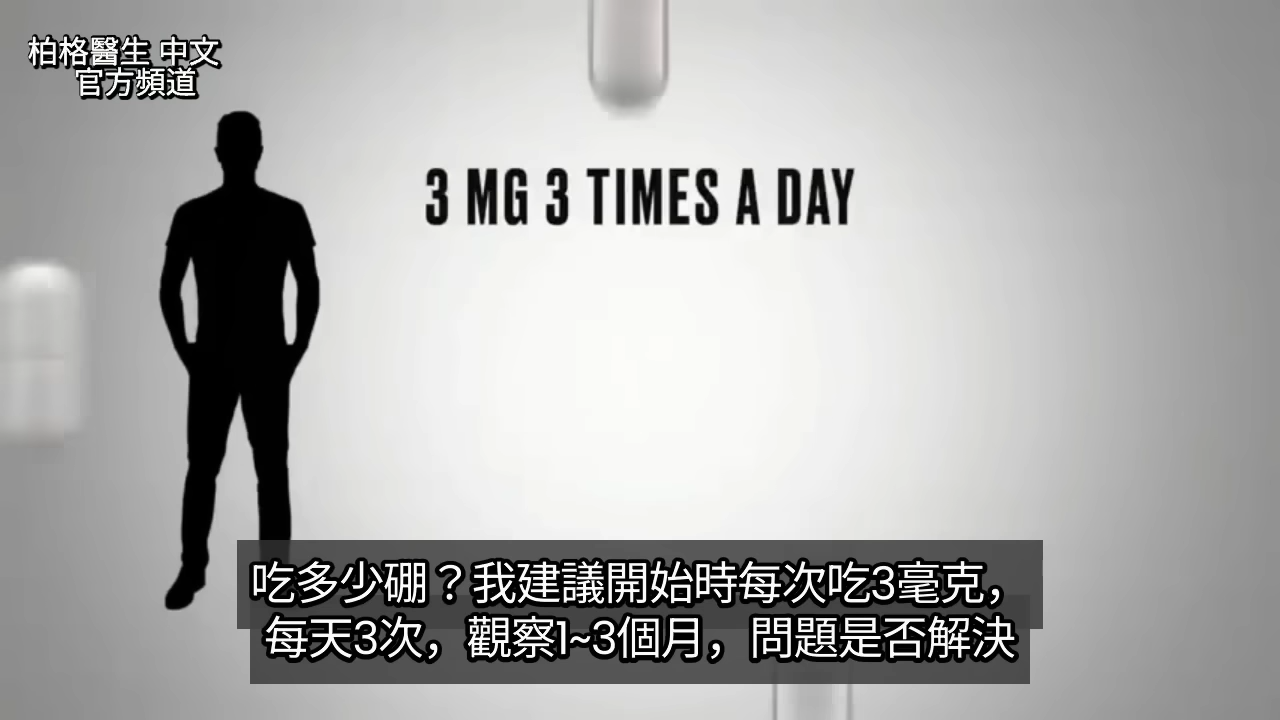 柏格醫生 中文
官方頻道
3 MG 3 TIMES A DAY
吃多少硼？我建議開始時每次吃3毫克，
每天3次，觀察1~3個月，問題是否解決